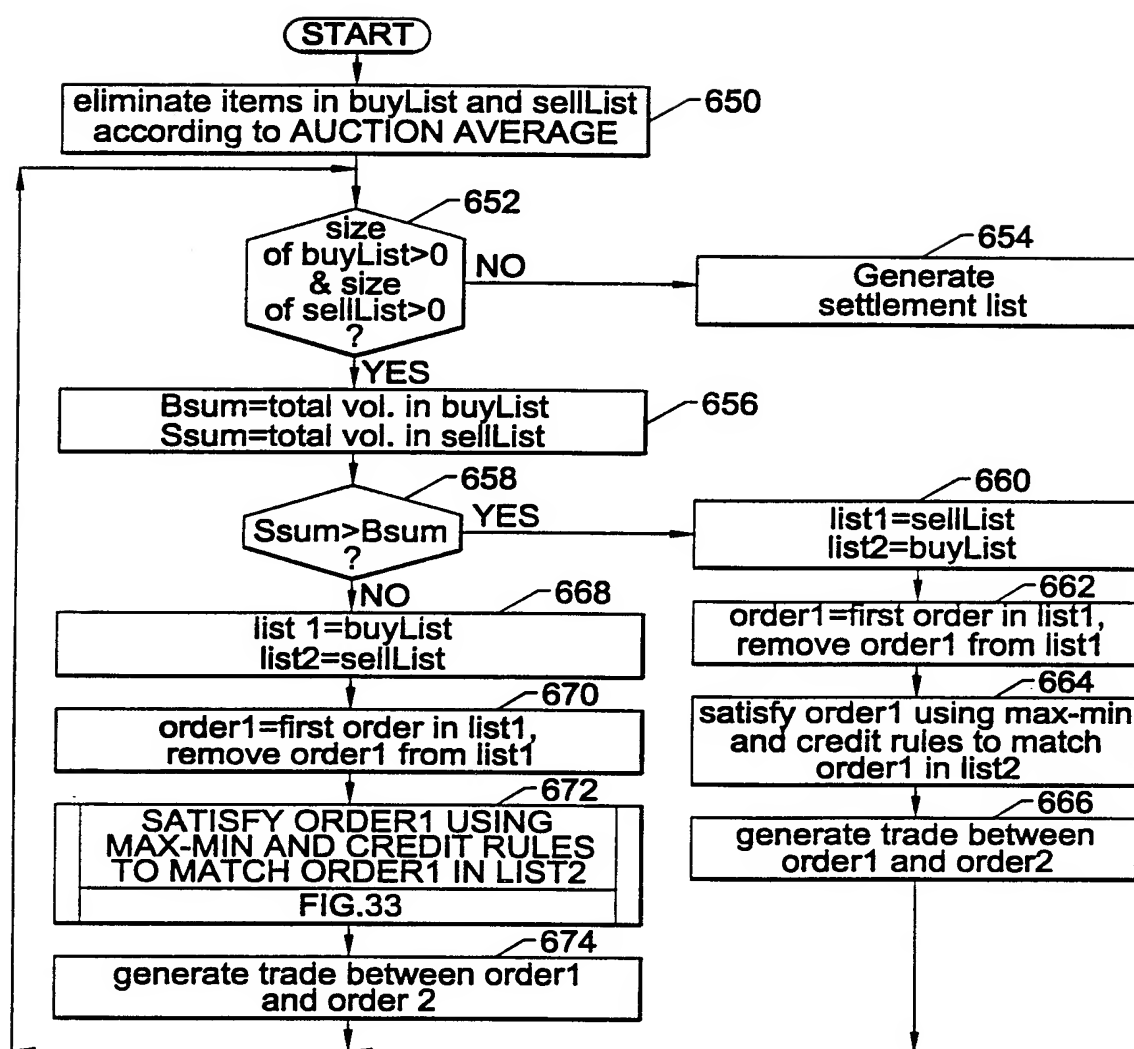 START
eliminate items in buyList and sellList
according to AUCTION AVERAGE
650
652
size
of buyList>0
& size
of sellList>0
?
NO
654
Generate
settlement list
YES
Bsum=total vol. in buyList
Ssum=total vol. in sellList
656
658
Ssum>Bsum
?
YES
660
list1=sellList
list2=buyList
662
order1=first order in list1,
remove order1 from list1
664
satisfy order1 using max-min
and credit rules to match
order1 in list2
666
generate trade between
order1 and order2
NO
668
list 1=buyList
list2=sellList
670
order1=first order in list1,
remove order1 from list1
672
SATISFY ORDER1 USING
MAX-MIN AND CREDIT RULES
TO MATCH ORDER1 IN LIST2
FIG.33
674
generate trade between order1
and order 2